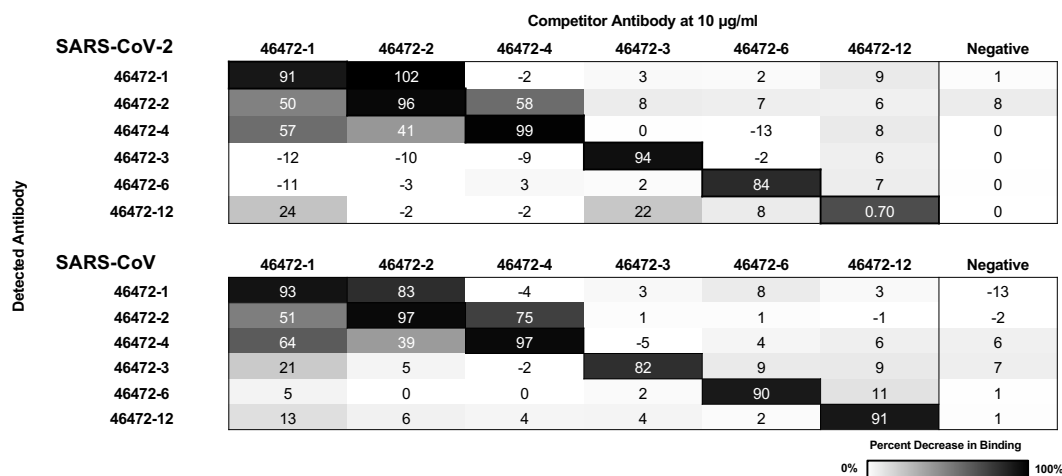 Competitor Antibody at 10 µg/ml
SARS-CoV-2 46472-1 46472-2 46472-4 46472-3 46472-6 46472-12 Negative
46472-1 91 102 -2 3 2 9 1
46472-2 50 96 58 8 7 6 8
46472-4 57 41 99 0 -13 8 0
46472-3 -12 -10 -9 94 -2 6 0
46472-6 -11 -3 3 2 84 7 0
46472-12 24 -2 -2 22 8 0.70 0
Detected Antibody
SARS-CoV 46472-1 46472-2 46472-4 46472-3 46472-6 46472-12 Negative
46472-1 93 83 -4 3 8 3 -13
46472-2 51 97 75 1 1 -1 -2
46472-4 64 39 97 -5 4 6 6
46472-3 21 5 -2 82 9 9 7
46472-6 5 0 0 2 90 11 1
46472-12 13 6 4 4 2 91 1
Percent Decrease in Binding
0% 100%